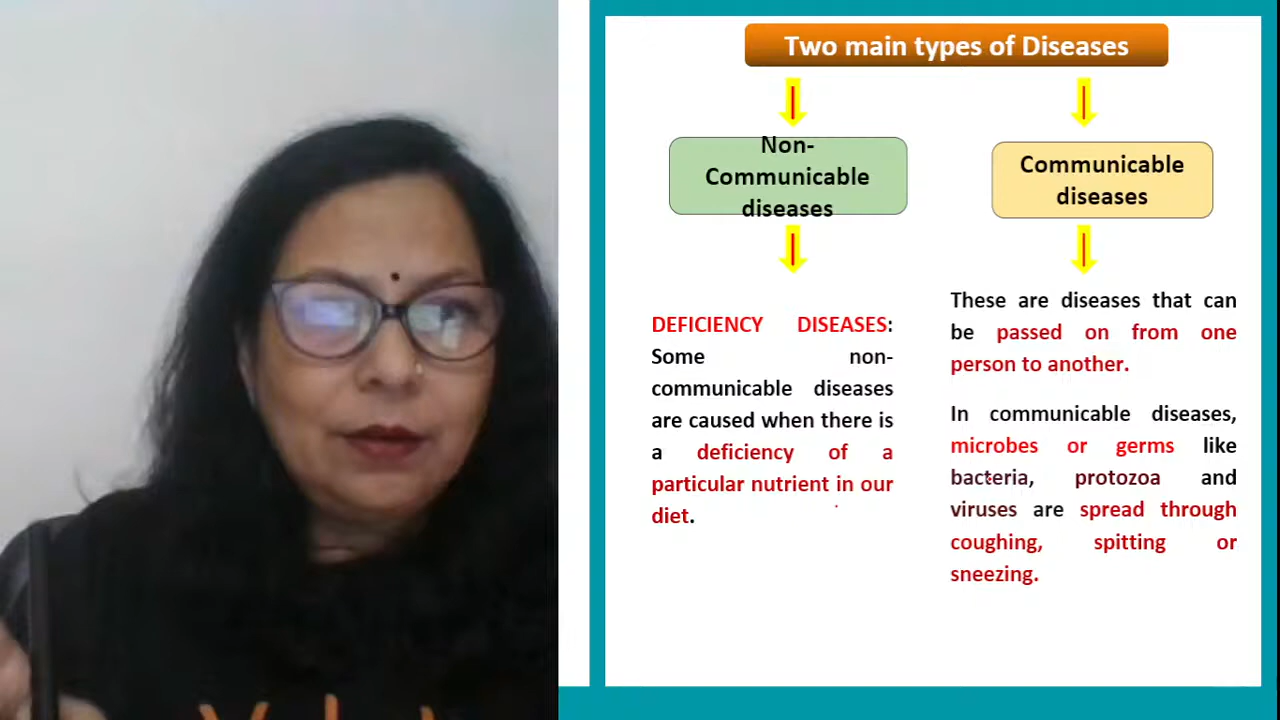 Two main types of Diseases
Non-
Communicable
diseases
Communicable
diseases
DEFICIENCY DISEASES:
Some non-
communicable diseases
are caused when there is
a deficiency of a
particular nutrient in our
diet.
These are diseases that can
be passed on from one
person to another.
In communicable diseases,
microbes or germs like
bacteria, protozoa and
viruses are spread through
coughing, spitting or
sneezing.